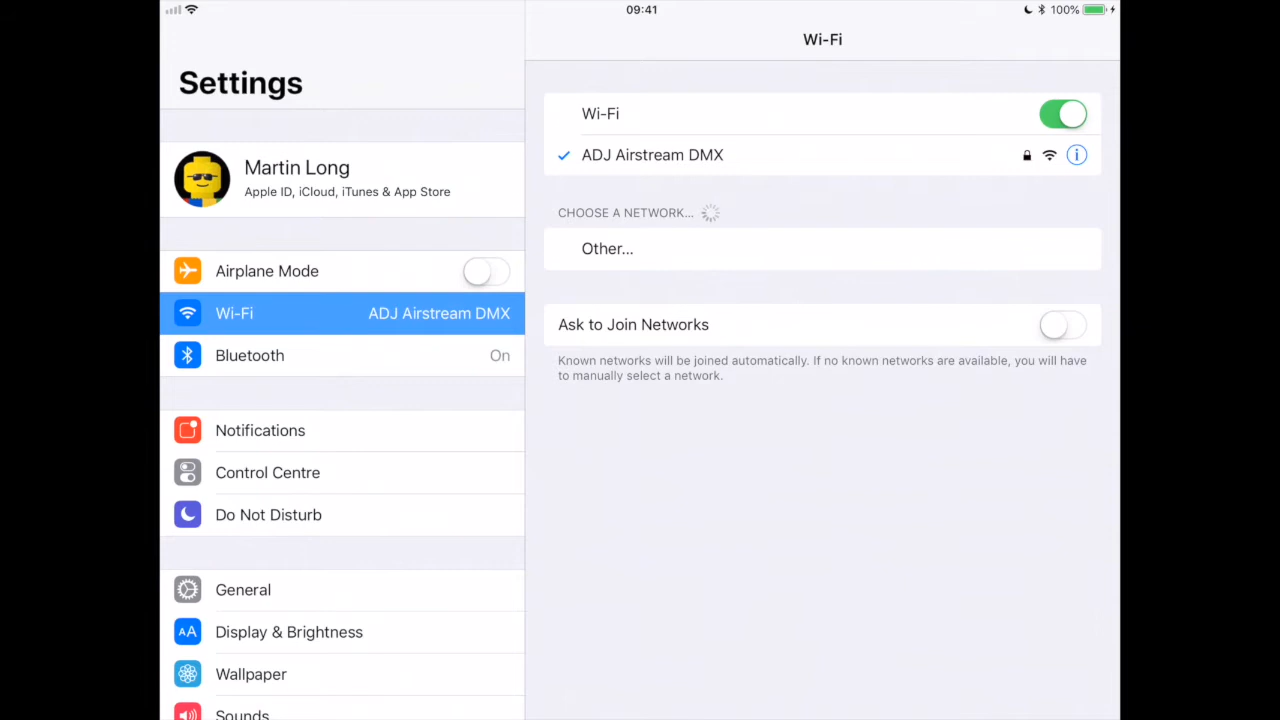 09:41
100%
Settings
Martin Long
Apple ID, iCloud, iTunes & App Store
Airplane Mode
Wi-Fi ADJ Airstream DMX
Bluetooth On
Notifications
Control Centre
Do Not Disturb
General
AA Display & Brightness
Wallpaper
Sounds
Wi-Fi
Wi-Fi
ADJ Airstream DMX
CHOOSE A NETWORK...
Other...
Ask to Join Networks
Known networks will be joined automatically. If no known networks are available, you will have
to manually select a network.